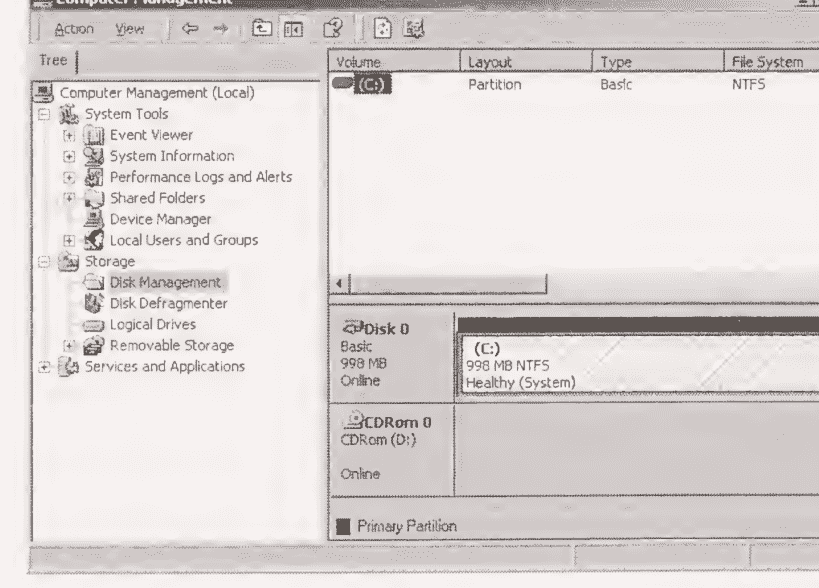 Computer Management
Action View
Tree
Computer Management (Local)
System Tools
Event Viewer
System Information
Performance Logs and Alerts
Shared Folders
Device Manager
Local Users and Groups
Storage
Disk Management
Disk Defragmenter
Logical Drives
Removable Storage
Services and Applications
Volume Layout Type File System
(C:) Partition Basic NTFS
Disk 0
Basic
998 MB
Online
(C:)
998 MB NTFS
Healthy (System)
CDRom 0
CDRom (D:)
Online
Primary Partition